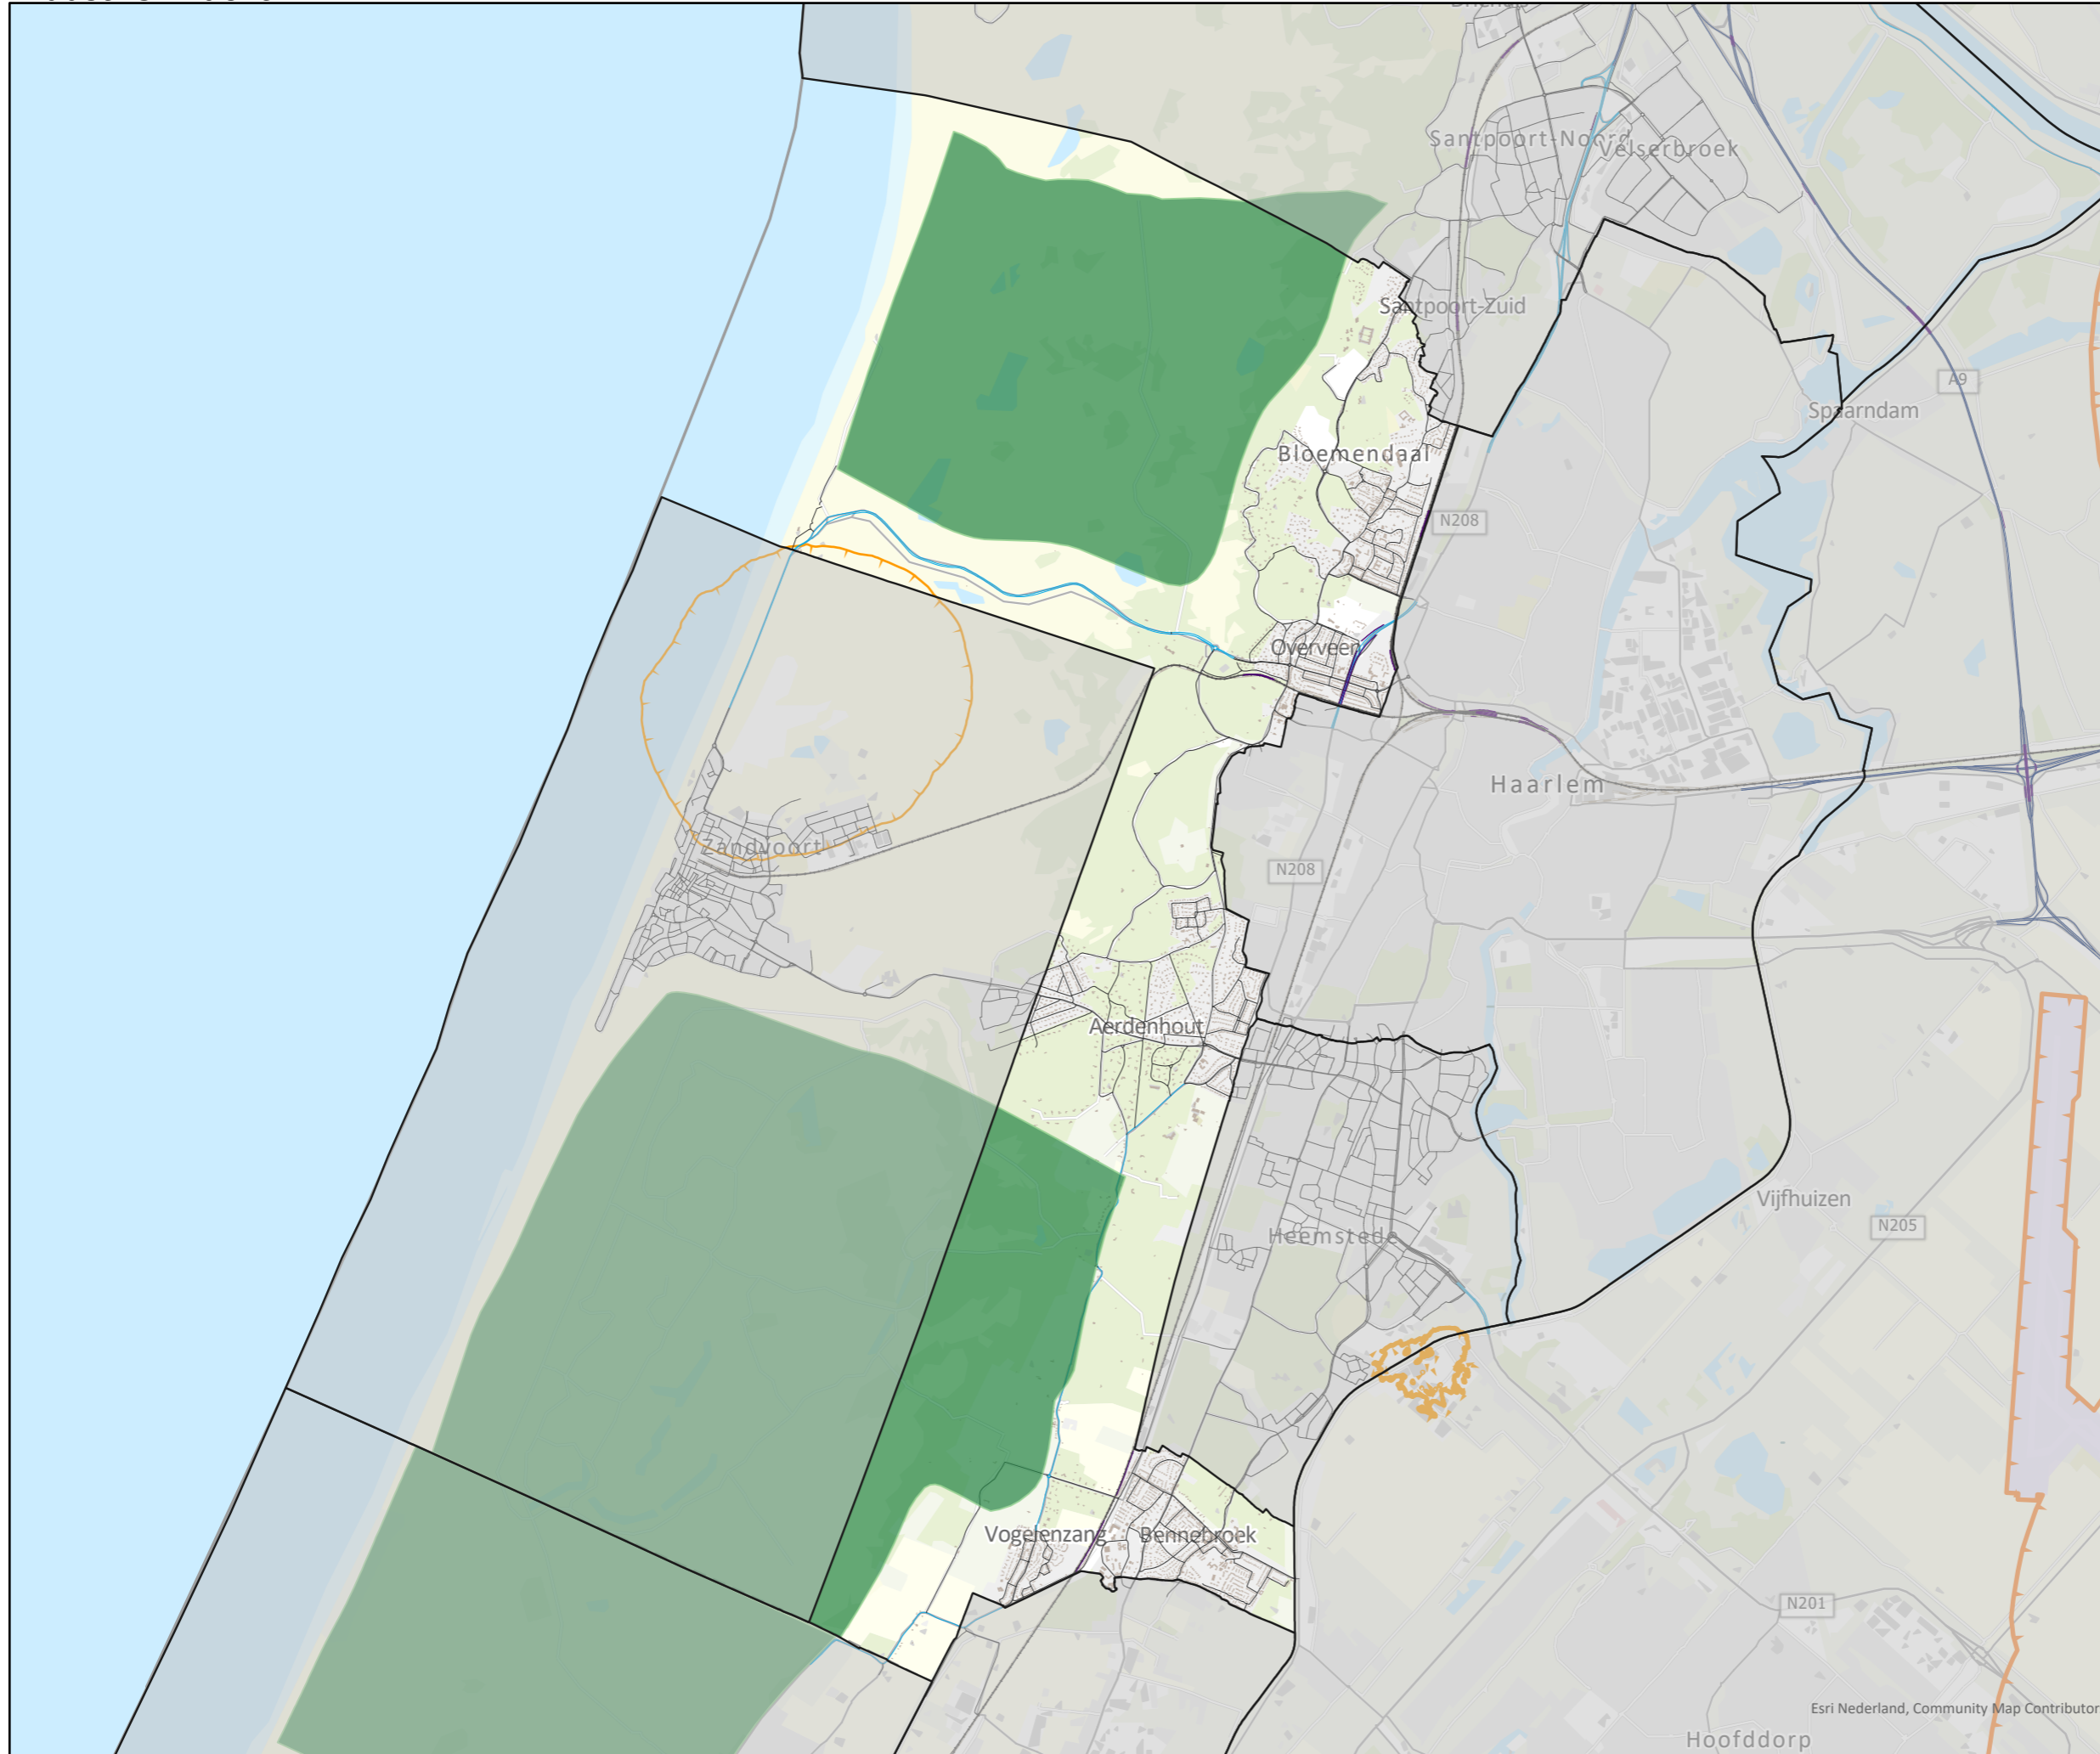 Santpoort-Noord
Velserbroek
Santpoort-Zuid
A9
Spaarndam
Bloemendaal
N208
Overveen
Haarlem
Zandvoort
N208
Aerdenhout
Vijfhuizen
N205
Heemstede
Vogelenzang
Bennebroek
N201
Esri Nederland, Community Map Contributor
Hoofddorp